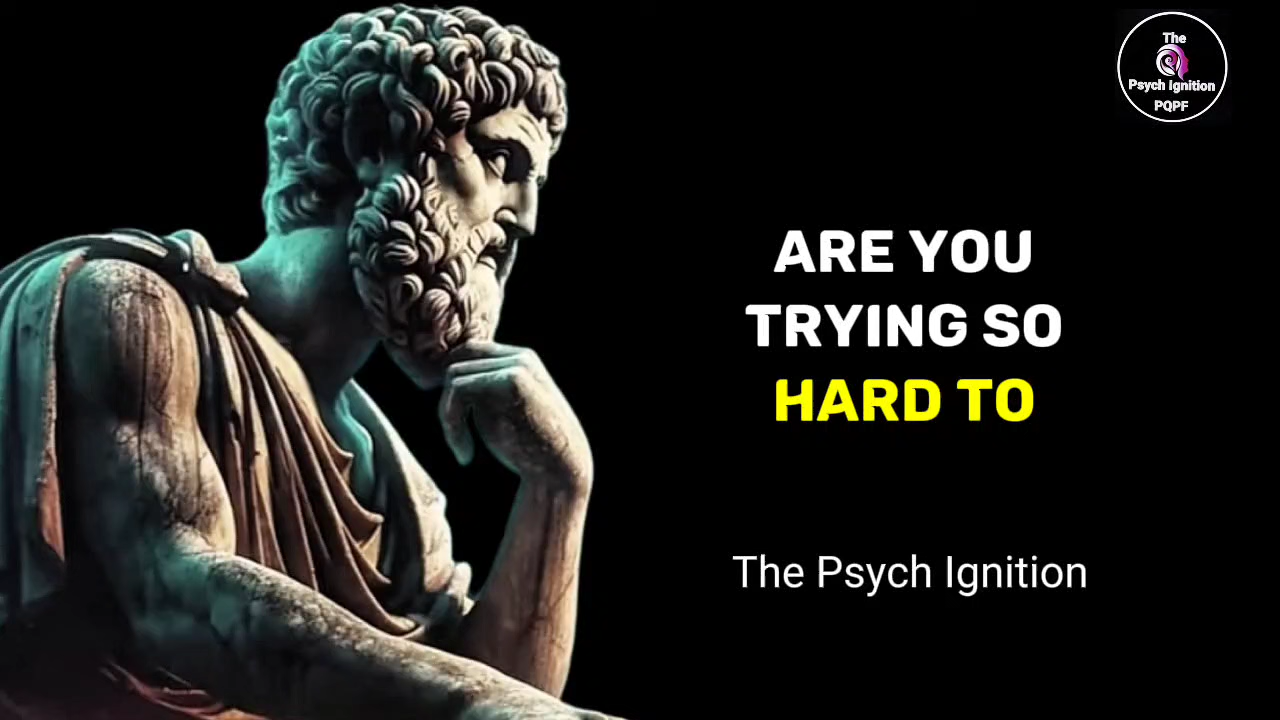 The
Psych Ignition
PQPF
ARE YOU
TRYING SO
HARD TO
The Psych Ignition